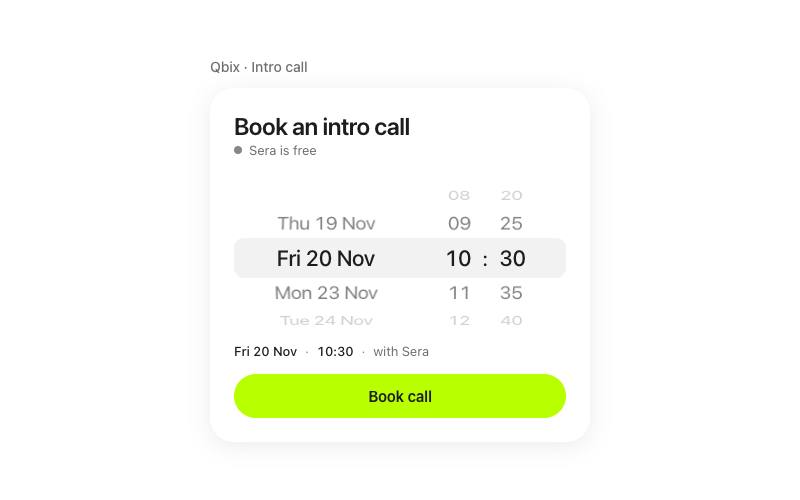 Qbix · Intro call
Book an intro call
Sera is free
08 20
Thu 19 Nov 09 25
Fri 20 Nov 10 : 30
Mon 23 Nov 11 35
Tue 24 Nov 12 40
Fri 20 Nov · 10:30 · with Sera
Book call